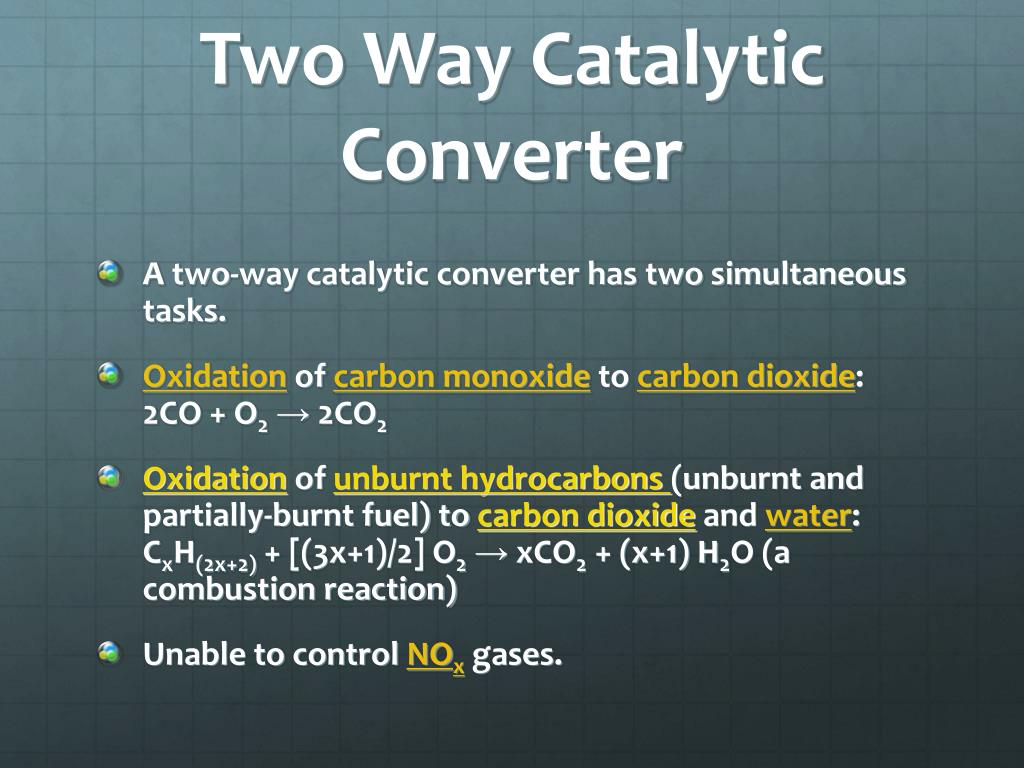 Two Way Catalytic
Converter
A two-way catalytic converter has two simultaneous
tasks.
Oxidation of carbon monoxide to carbon dioxide:
2CO + O₂ → 2CO₂
Oxidation of unburnt hydrocarbons (unburnt and
partially-burnt fuel) to carbon dioxide and water:
CₓH₍₂ₓ₊₂₎ + [(3x+1)/2] O₂ → xCO₂ + (x+1) H₂O (a
combustion reaction)
Unable to control NOₓ gases.